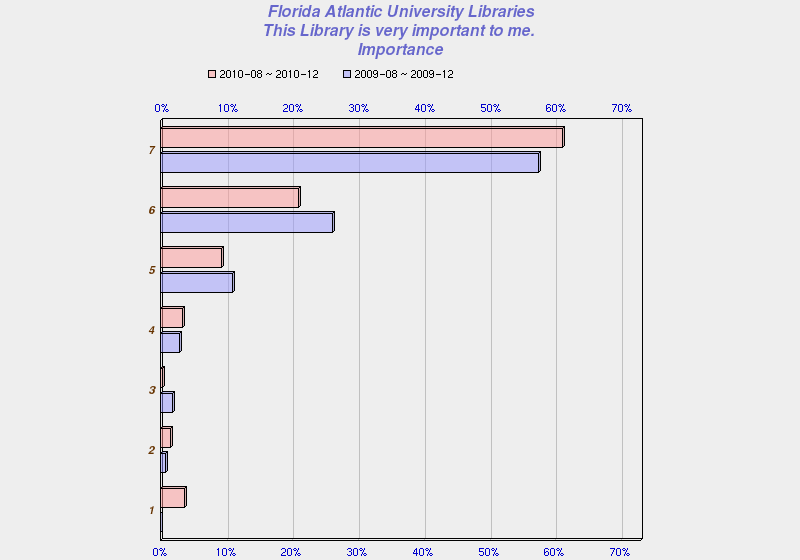 Florida Atlantic University Libraries
This Library is very important to me.
Importance
2010-08 ~ 2010-12 2009-08 ~ 2009-12
0% 10% 20% 30% 40% 50% 60% 70%
7
6
5
4
3
2
1
0% 10% 20% 30% 40% 50% 60% 70%